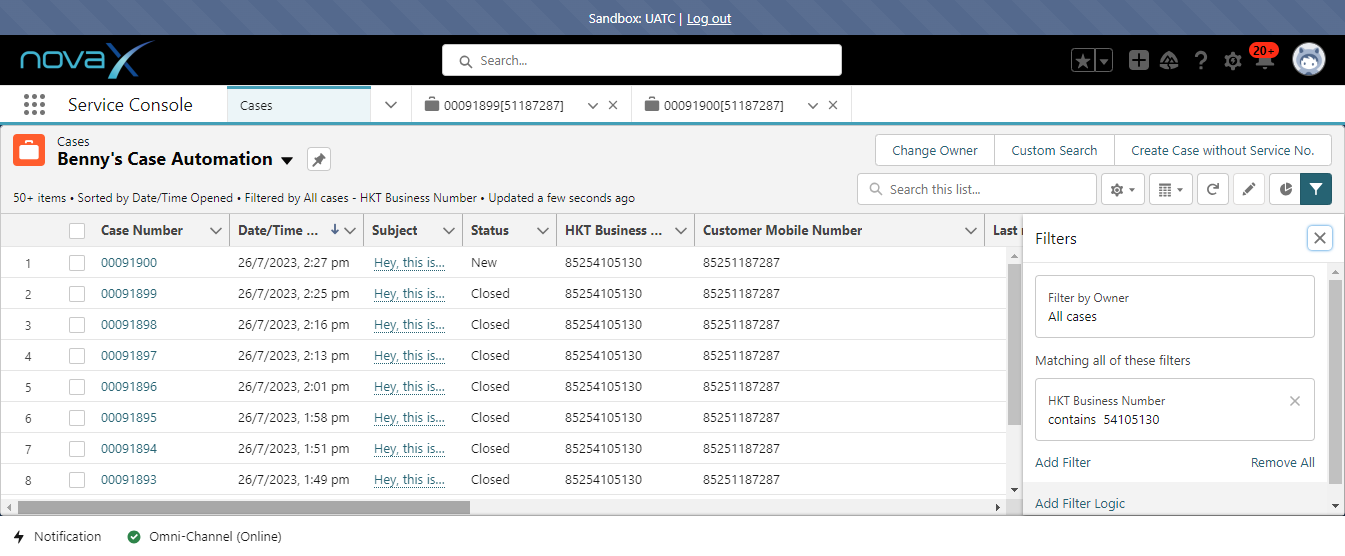 Sandbox: UATC | Log out
novaX
Search...
20+
Service Console
Cases
00091899[51187287]
00091900[51187287]
Cases
Benny's Case Automation
Change Owner
Custom Search
Create Case without Service No.
50+ items • Sorted by Date/Time Opened • Filtered by All cases - HKT Business Number • Updated a few seconds ago
Search this list...
Case Number Date/Time ... Subject Status HKT Business ... Customer Mobile Number Last
1 00091900 26/7/2023, 2:27 pm Hey, this is... New 85254105130 85251187287
2 00091899 26/7/2023, 2:25 pm Hey, this is... Closed 85254105130 85251187287
3 00091898 26/7/2023, 2:16 pm Hey, this is... Closed 85254105130 85251187287
4 00091897 26/7/2023, 2:13 pm Hey, this is... Closed 85254105130 85251187287
5 00091896 26/7/2023, 2:01 pm Hey, this is... Closed 85254105130 85251187287
6 00091895 26/7/2023, 1:58 pm Hey, this is... Closed 85254105130 85251187287
7 00091894 26/7/2023, 1:51 pm Hey, this is... Closed 85254105130 85251187287
8 00091893 26/7/2023, 1:49 pm Hey, this is... Closed 85254105130 85251187287
Filters
Filter by Owner
All cases
Matching all of these filters
HKT Business Number
contains 54105130
Add Filter
Remove All
Add Filter Logic
Notification
Omni-Channel (Online)